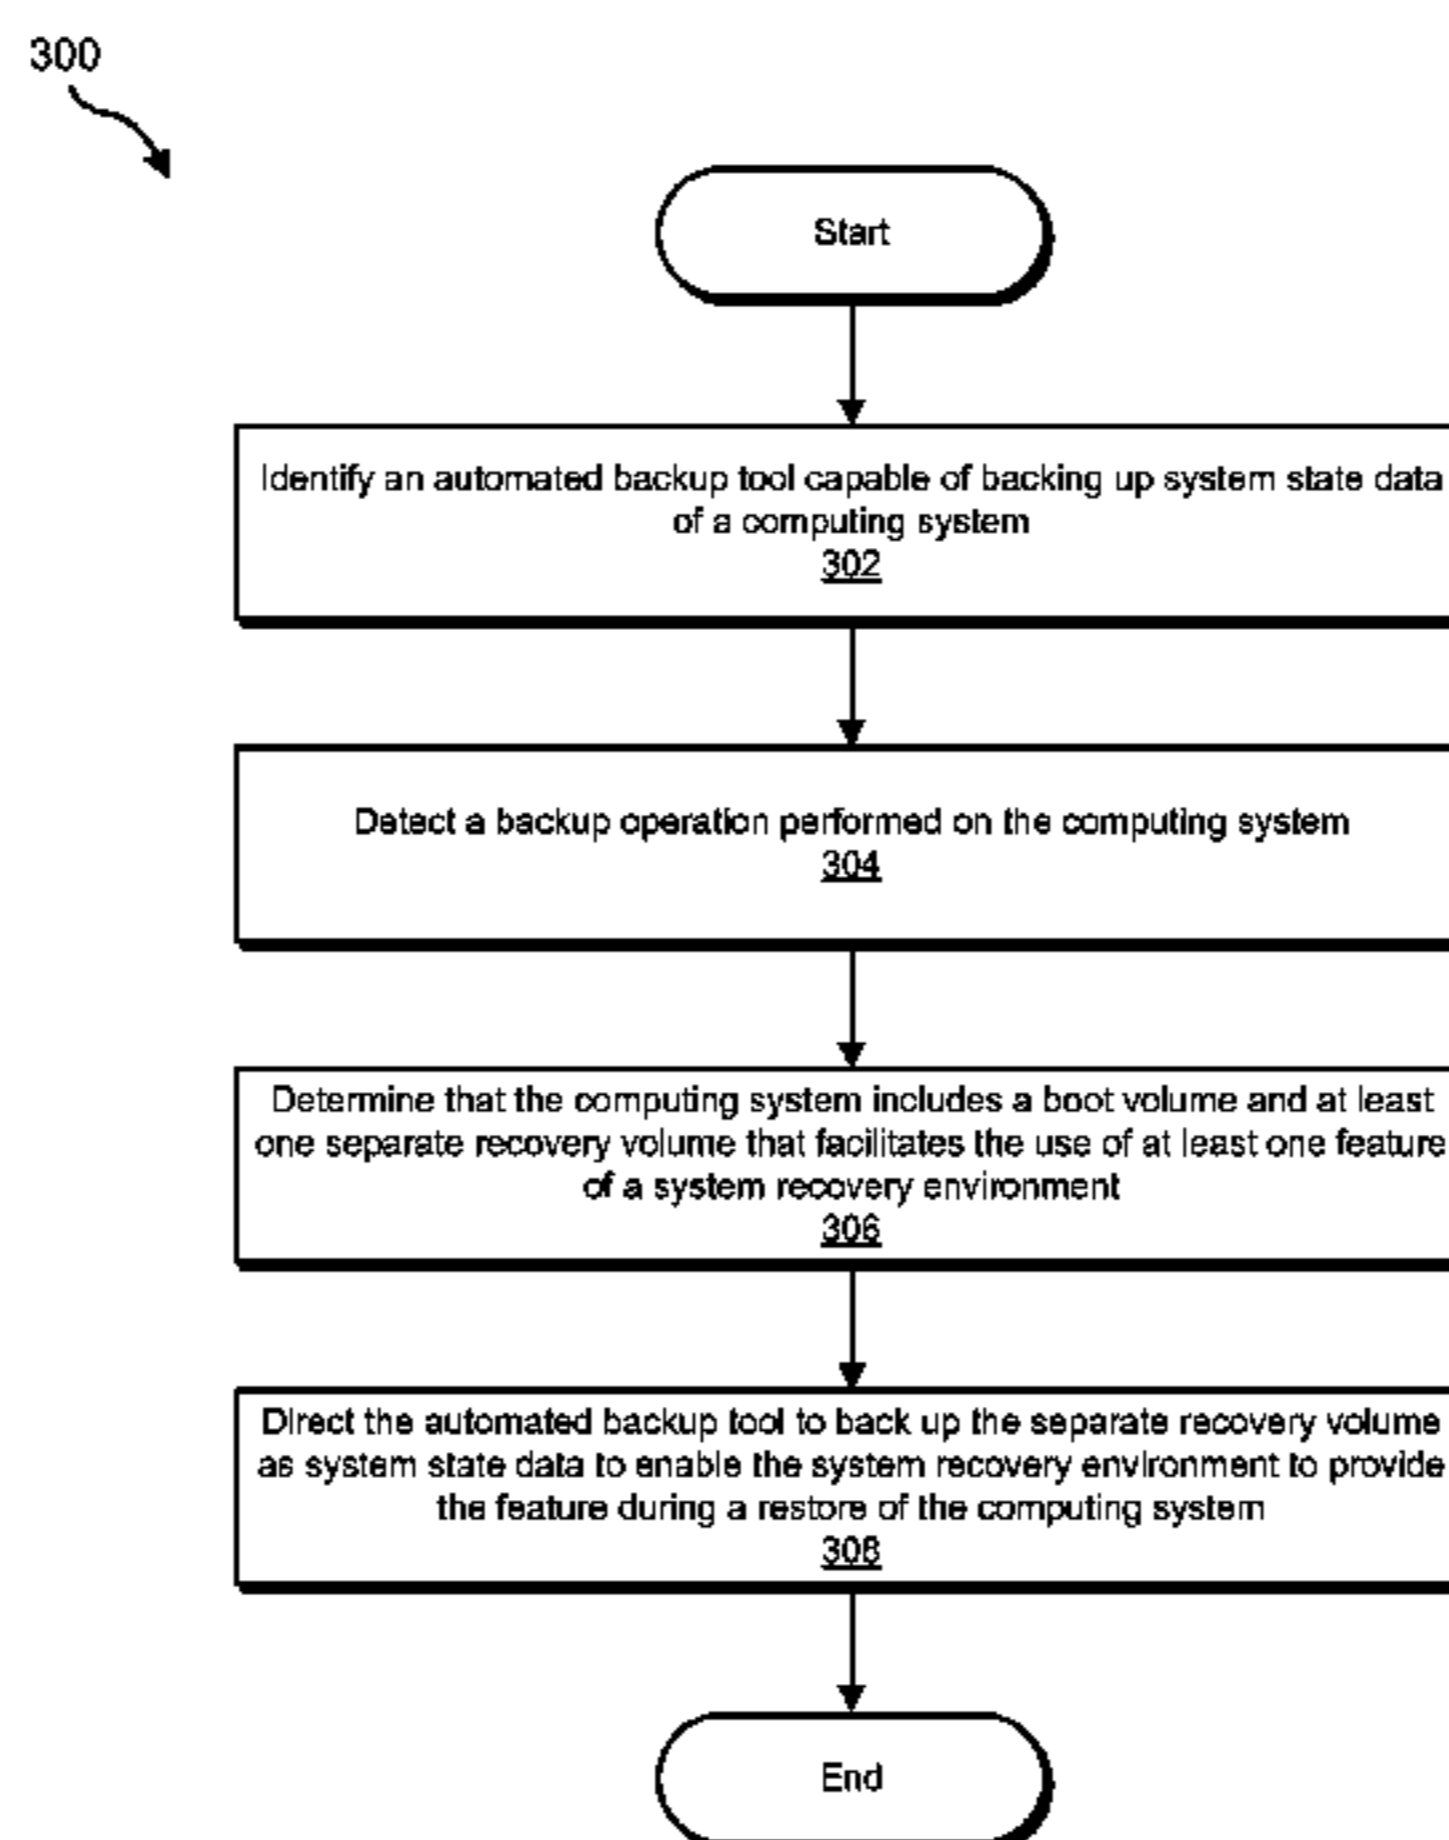 300
Start
Identify an automated backup tool capable of backing up system state data
of a computing system
302
Detect a backup operation performed on the computing system
304
Determine that the computing system includes a boot volume and at least
one separate recovery volume that facilitates the use of at least one feature
of a system recovery environment
306
Direct the automated backup tool to back up the separate recovery volume
as system state data to enable the system recovery environment to provide
the feature during a restore of the computing system
308
End